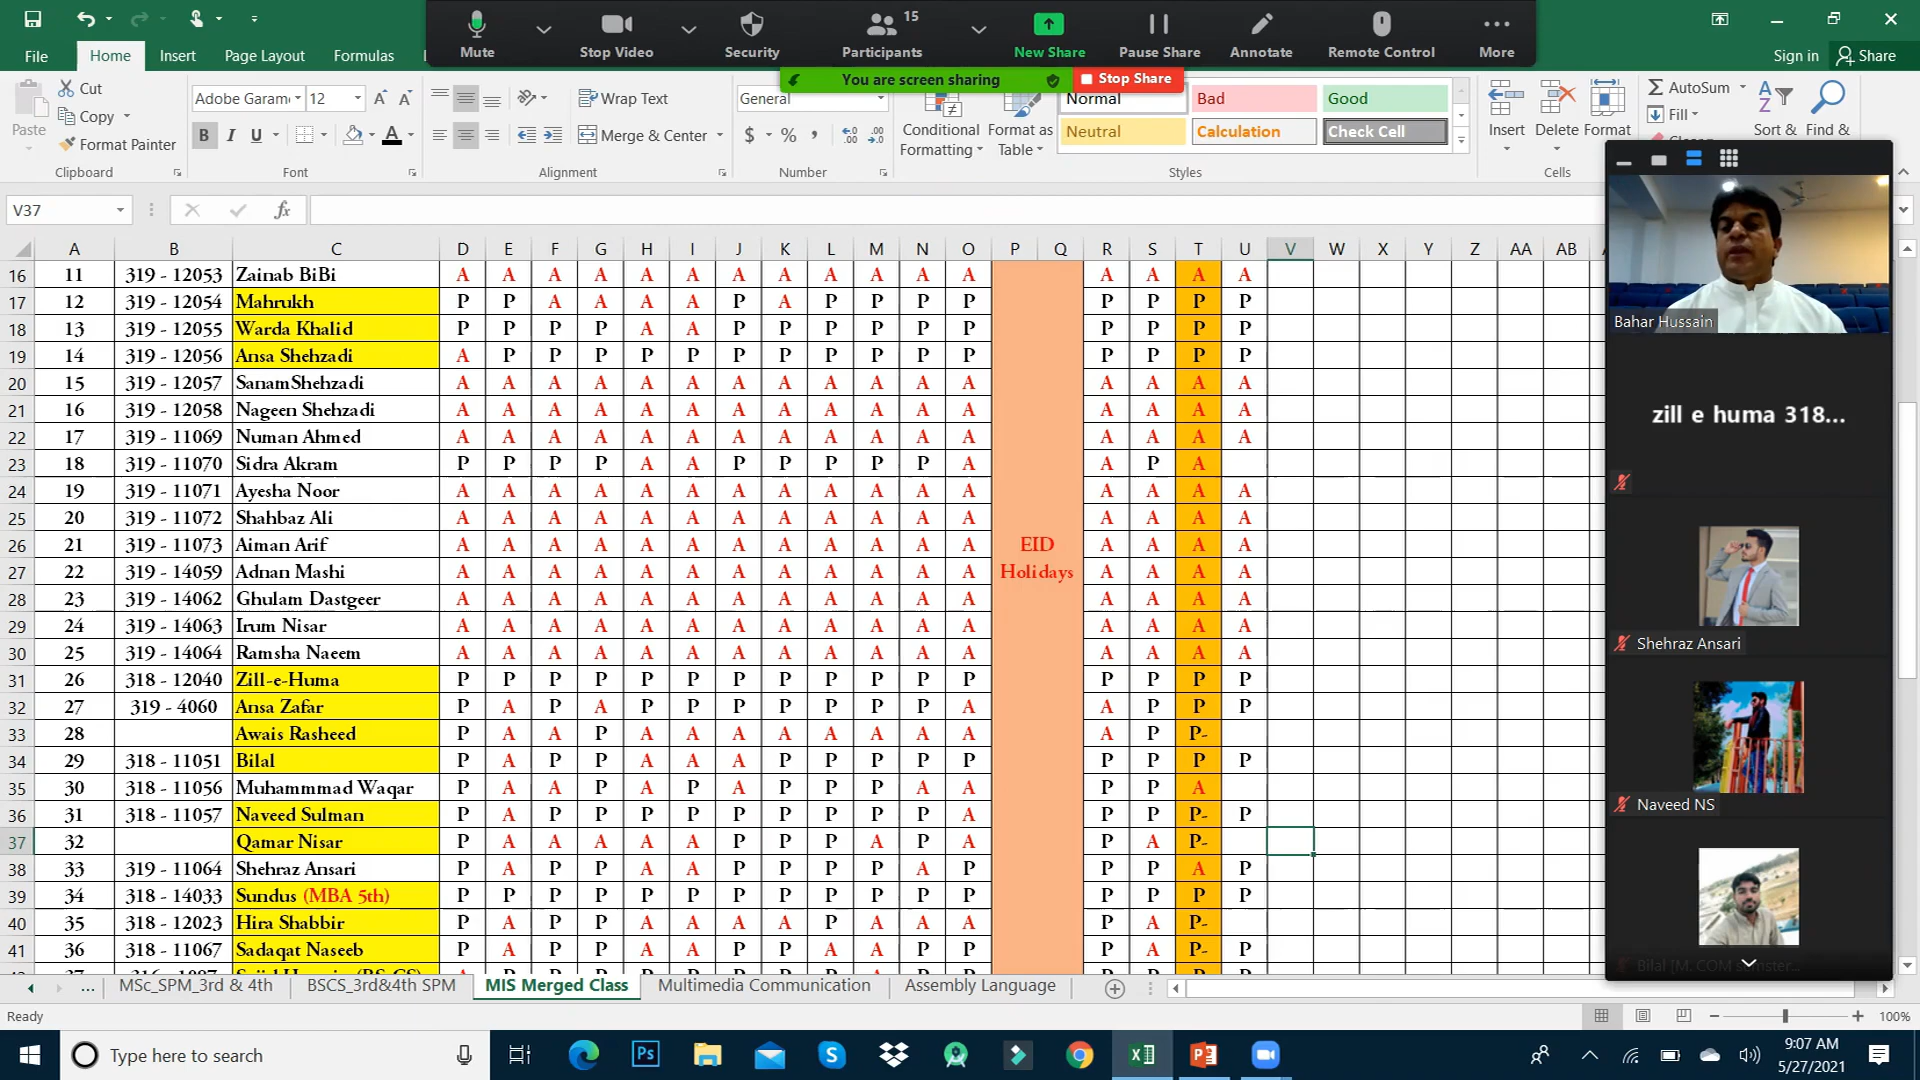 Mute
Stop Video
Security
Participants 15
New Share
Pause Share
Annotate
Remote Control
More
You are screen sharing Stop Share
File Home Insert Page Layout Formulas Sign in Share
Paste Cut Copy Format Painter Clipboard
Adobe Garam 12 B I U A Font
Wrap Text Merge & Center Alignment
General $ % , Number
Conditional Formatting Format as Table
Normal Bad Good
Neutral Calculation Check Cell
Styles
Insert Delete Format Cells
AutoSum Fill Sort & Find &
V37 fx
A B C D E F G H I J K L M N O P Q R S T U V W X Y Z AA AB
16 11 319 - 12053 Zainab BiBi A A A A A A A A A A A A A A A A
17 12 319 - 12054 Mahrukh P P A A A A P A P P P P P P P P
18 13 319 - 12055 Warda Khalid P P P P A A P P P P P P P P P P
19 14 319 - 12056 Ansa Shehzadi A P P P P P P P P P P P P P P P
20 15 319 - 12057 SanamShehzadi A A A A A A A A A A A A A A A A
21 16 319 - 12058 Nageen Shehzadi A A A A A A A A A A A A A A A A
22 17 319 - 11069 Numan Ahmed A A A A A A A A A A A A A A A A
23 18 319 - 11070 Sidra Akram P P P P A A P P P P P A A P A
24 19 319 - 11071 Ayesha Noor A A A A A A A A A A A A A A A A
25 20 319 - 11072 Shahbaz Ali A A A A A A A A A A A A A A A A
26 21 319 - 11073 Aiman Arif A A A A A A A A A A A A EID A A A A
27 22 319 - 14059 Adnan Mashi A A A A A A A A A A A A Holidays A A A A
28 23 319 - 14062 Ghulam Dastgeer A A A A A A A A A A A A A A A A
29 24 319 - 14063 Irum Nisar A A A A A A A A A A A A A A A A
30 25 319 - 14064 Ramsha Naeem A A A A A A A A A A A A A A A A
31 26 318 - 12040 Zill-e-Huma P P P P P P P P P P P P P P P P
32 27 319 - 4060 Ansa Zafar P A P A P P P P P P P A A P P P
33 28 Awais Rasheed P A P P A A A A A A A A A P P-
34 29 318 - 11051 Bilal P A P P A A A P P P P P P P P P
35 30 318 - 11056 Muhammmad Waqar P A A P A P A P P P A A P P A
36 31 318 - 11057 Naveed Sulman P A P P P P P P P P P A P P P- P
37 32 Qamar Nisar P A A A A A P P P A P A P A P-
38 33 319 - 11064 Shehraz Ansari P A P P A A P P P P A P P P A P
39 34 318 - 14033 Sundus (MBA 5th) P P P P P P P P P P P P P P P P
40 35 318 - 12023 Hira Shabbir P A P P A A A A P A A A P A P-
41 36 318 - 11067 Sadaqat Naseeb P A P P A A P P A A P P P A P- P
MSc_SPM_3rd & 4th BSCS_3rd&4th SPM MIS Merged Class Multimedia Communication Assembly Language
Ready 100%
Bahar Hussain
zill e huma 318...
Shehraz Ansari
Naveed NS
Type here to search
9:07 AM
5/27/2021